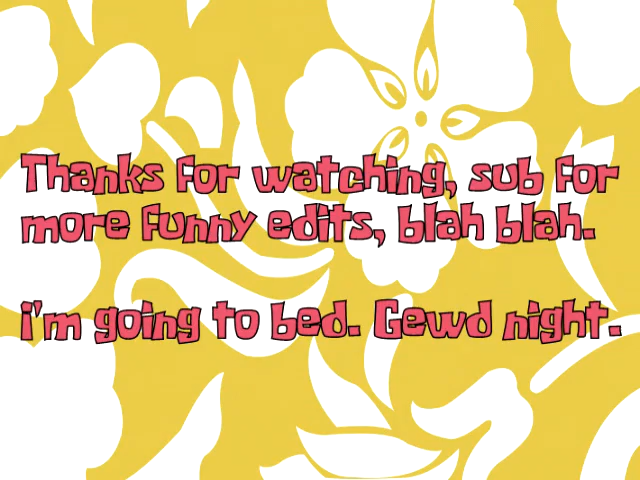 Thanks for watching, sub for
more funny edits, blah blah.
i'm going to bed. Gewd night.